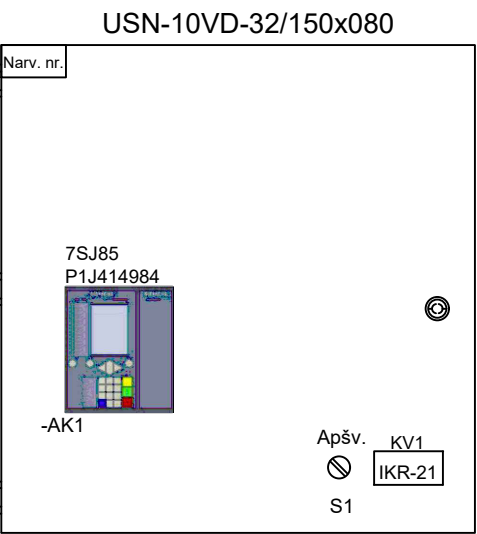 USN-10VD-32/150x080
Narv. nr.
7SJ85
P1J414984
-AK1
Apšv.
KV1
IKR-21
S1